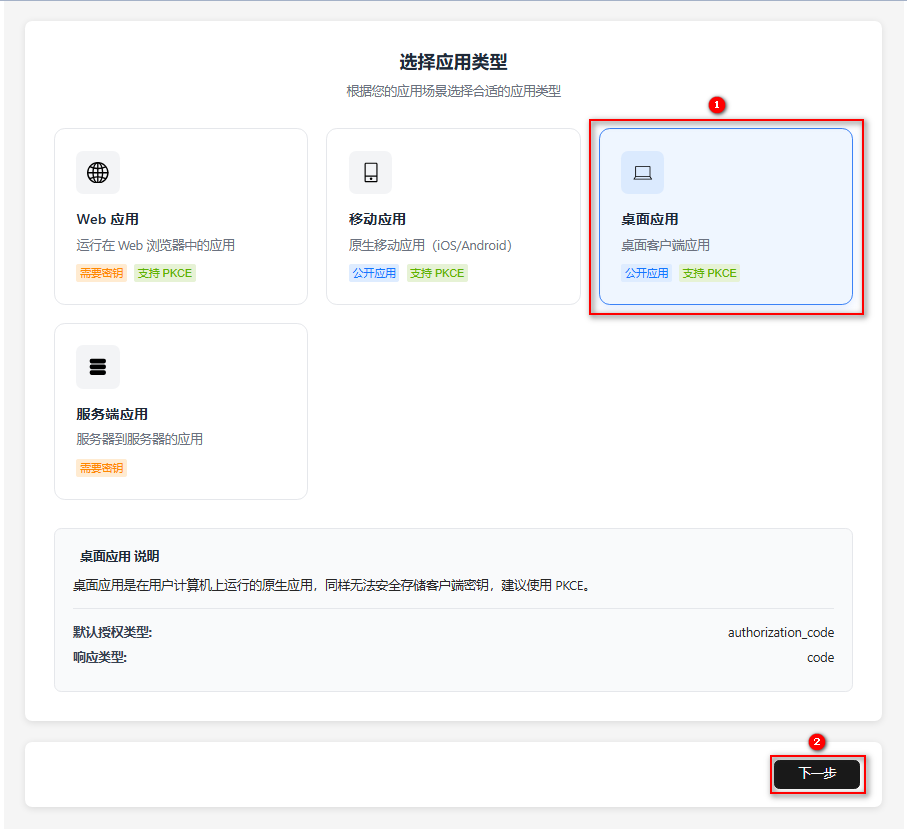 选择应用类型
根据您的应用场景选择合适的应用类型
1
Web 应用
运行在 Web 浏览器中的应用
需要密钥 支持 PKCE
移动应用
原生移动应用（iOS/Android）
公开应用 支持 PKCE
桌面应用
桌面客户端应用
公开应用 支持 PKCE
服务端应用
服务器到服务器的应用
需要密钥
桌面应用 说明
桌面应用是在用户计算机上运行的原生应用，同样无法安全存储客户端密钥，建议使用 PKCE。
默认授权类型: authorization_code
响应类型: code
2
下一步